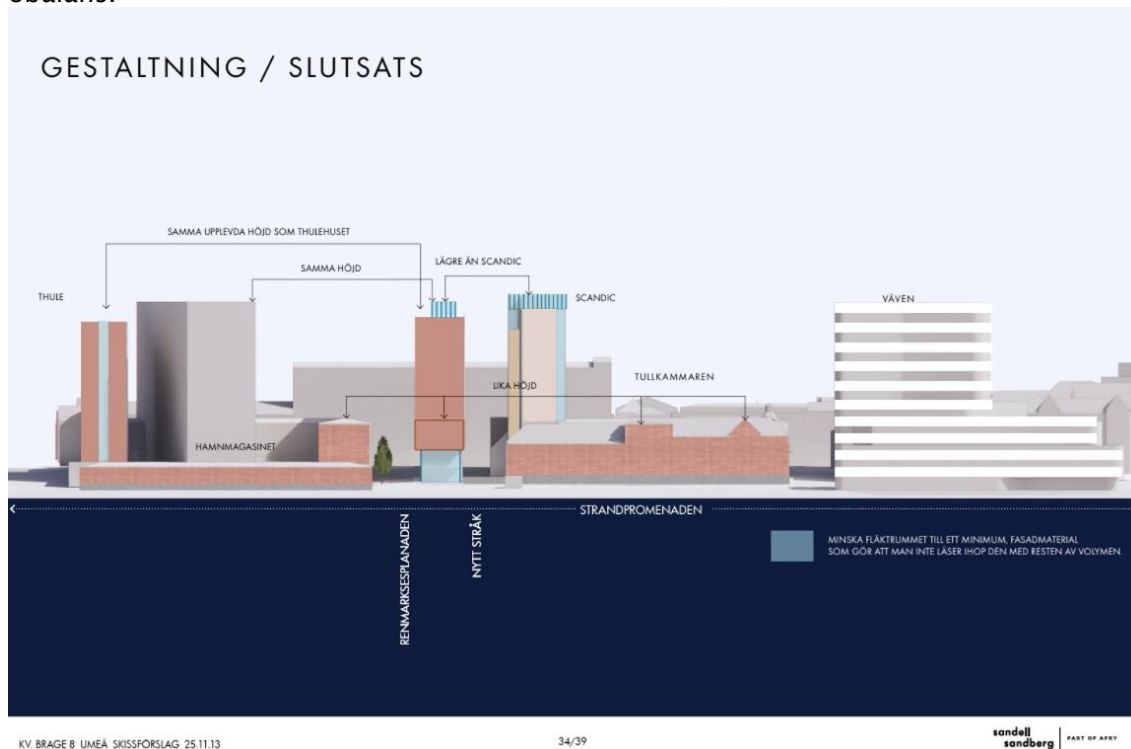 obalans.
GESTALTNING / SLUTSATS
SAMMA UPPLEVDA HÖJD SOM THULEHUSET
SAMMA HÖJD
LÄGRE ÄN SCANDIC
THULE
SCANDIC
VÄVEN
LIKA HÖJD
TULLKAMMAREN
HAMNMAGASINET
STRANDPROMENADEN
RENMARKSESPLANADEN
NYTT STRÅK
MINSKA FLÄKTRUMMET TILL ETT MINIMUM, FASADMATERIAL
SOM GÖR ATT MAN INTE LÄSER IHOP DEN MED RESTEN AV VOLYMEN.
KV. BRAGE 8 UMEÅ SKISSFÖRSLAG 25.11.13
34/39
sandell
sandberg
PART OF AFRY